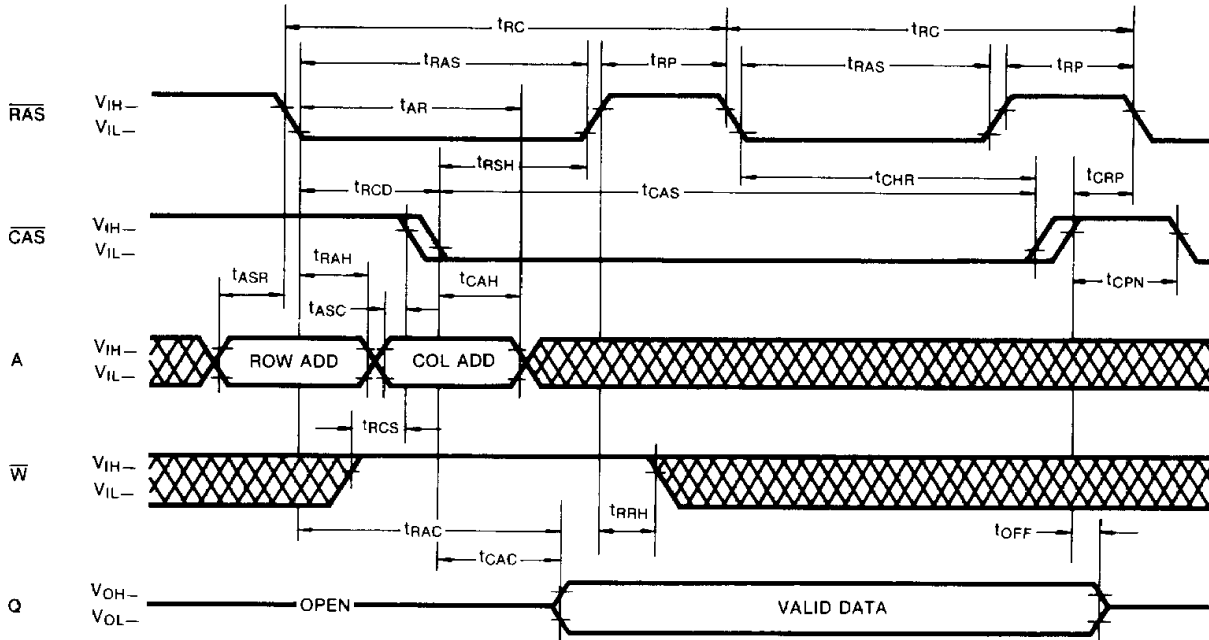 tRC tRC
tRAS tRP tRAS tRP
RAS VIH VIL tAR
tRSH tCHR tCRP
tRCD tCAS
CAS VIH VIL
tASR tRAH tCAH tCPN
tASC
A VIH VIL ROW ADD COL ADD
tRCS
W VIH VIL
tRAC tRRH tOFF
tCAC
Q VOH VOL OPEN VALID DATA